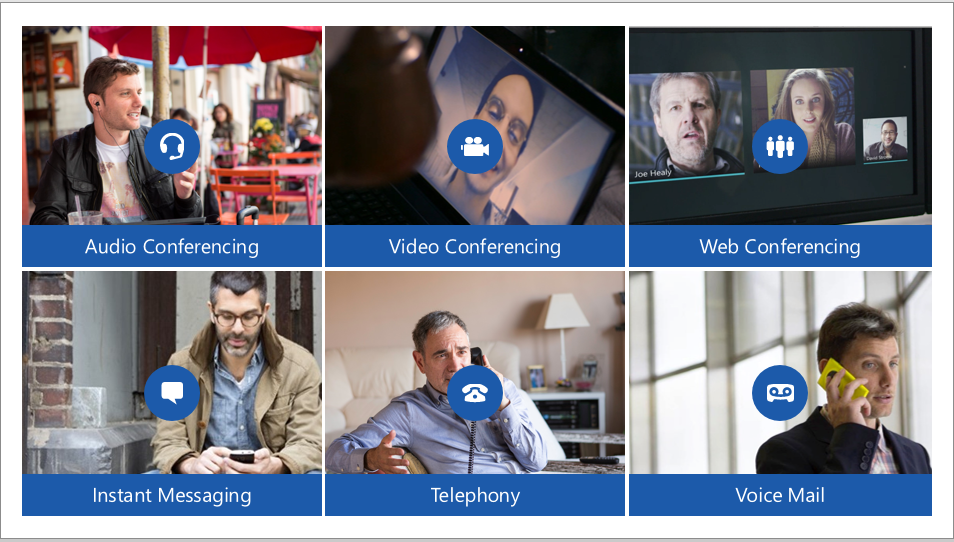 Joe Healy
Audio Conferencing
Video Conferencing
Web Conferencing
Instant Messaging
Telephony
Voice Mail